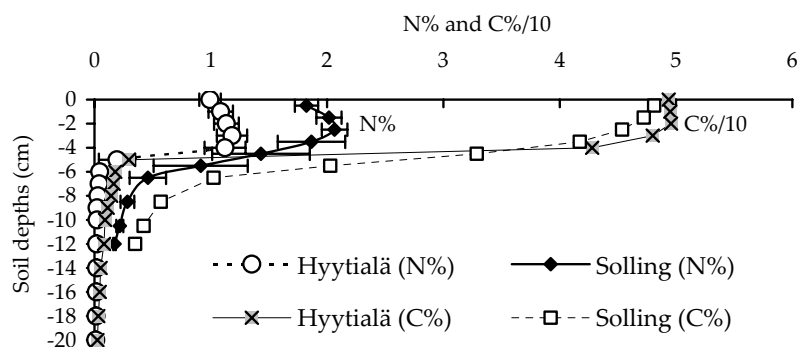 N% and C%/10
0 1 2 3 4 5 6
0
-2
-4
-6
-8
-10
-12
-14
-16
-18
-20
Soil depths (cm)
N%
C%/10
Hyytialä (N%)
Solling (N%)
Hyytialä (C%)
Solling (C%)